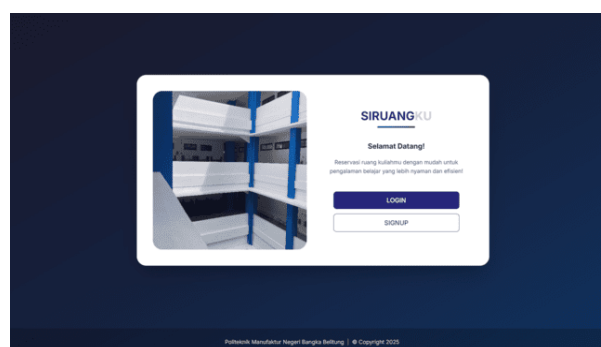 SIRUANGKU
Selamat Datang!
Reservasi ruang kuliahmu dengan mudah untuk
pengalaman belajar yang lebih nyaman dan efisien!
LOGIN
SIGNUP
Politeknik Manufaktur Negeri Bangka Belitung | © Copyright 2025